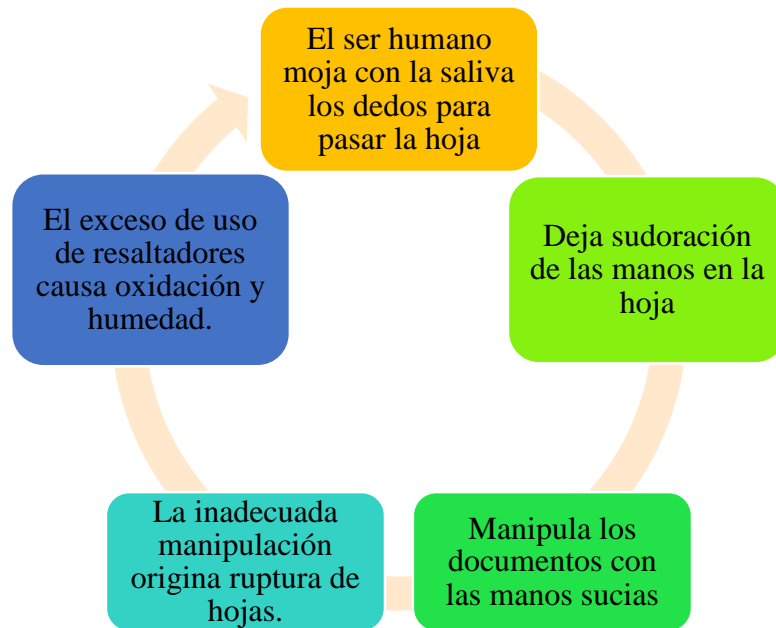 El ser humano
moja con la saliva
los dedos para
pasar la hoja
Deja sudoración
de las manos en la
hoja
Manipula los
documentos con
las manos sucias
La inadecuada
manipulación
origina ruptura de
hojas.
El exceso de uso
de resaltadores
causa oxidación y
humedad.